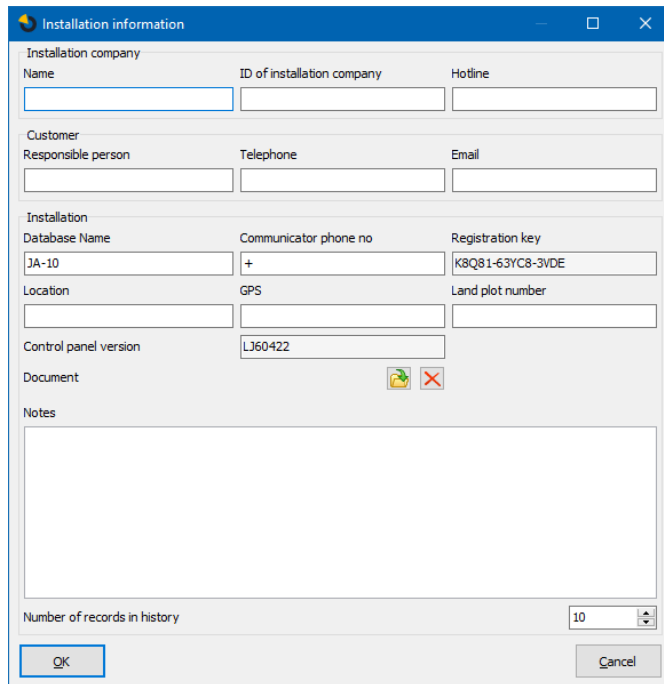 Installation information
Installation company
Name ID of installation company Hotline
Customer
Responsible person Telephone Email
Installation
Database Name Communicator phone no Registration key
JA-10 + K8Q81-63YC8-3VDE
Location GPS Land plot number
Control panel version LJ60422
Document
Notes
Number of records in history 10
OK Cancel